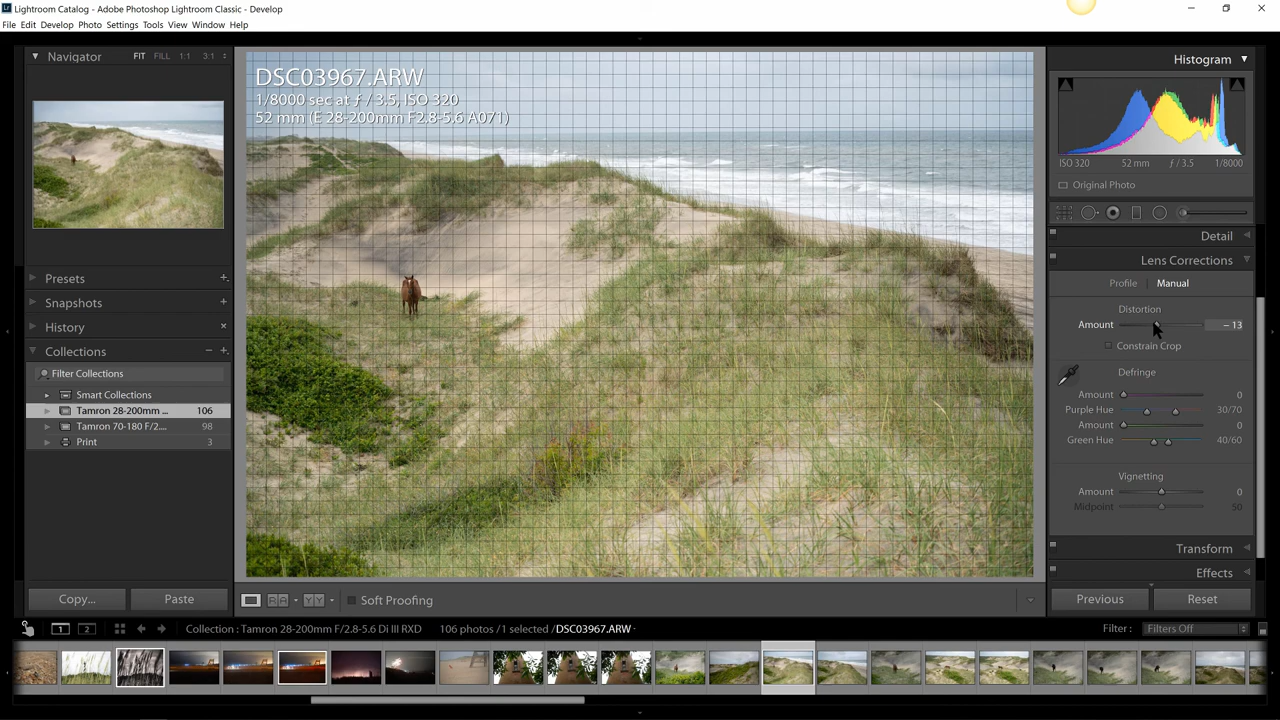 Lightroom Catalog - Adobe Photoshop Lightroom Classic - Develop
File Edit Develop Photo Settings Tools View Window Help
Navigator FIT FILL 1:1 3:1
Presets
Snapshots
History
Collections
Filter Collections
Smart Collections
Tamron 28-200mm ... 106
Tamron 70-180 F/2.... 98
Print 3
Copy... Paste
DSC03967.ARW
1/8000 sec at ƒ / 3.5, ISO 320
52 mm (E 28-200mm F2.8-5.6 A071)
Soft Proofing
Histogram
ISO 320 52 mm ƒ / 3.5 1/8000
Original Photo
Detail
Lens Corrections
Profile Manual
Distortion
Amount – 13
Constrain Crop
Defringe
Amount 0
Purple Hue 30/70
Amount 0
Green Hue 40/60
Vignetting
Amount 0
Midpoint 50
Transform
Effects
Previous Reset
1 2 Collection : Tamron 28-200mm F/2.8-5.6 Di III RXD 106 photos/1 selected/DSC03967.ARW Filter : Filters Off